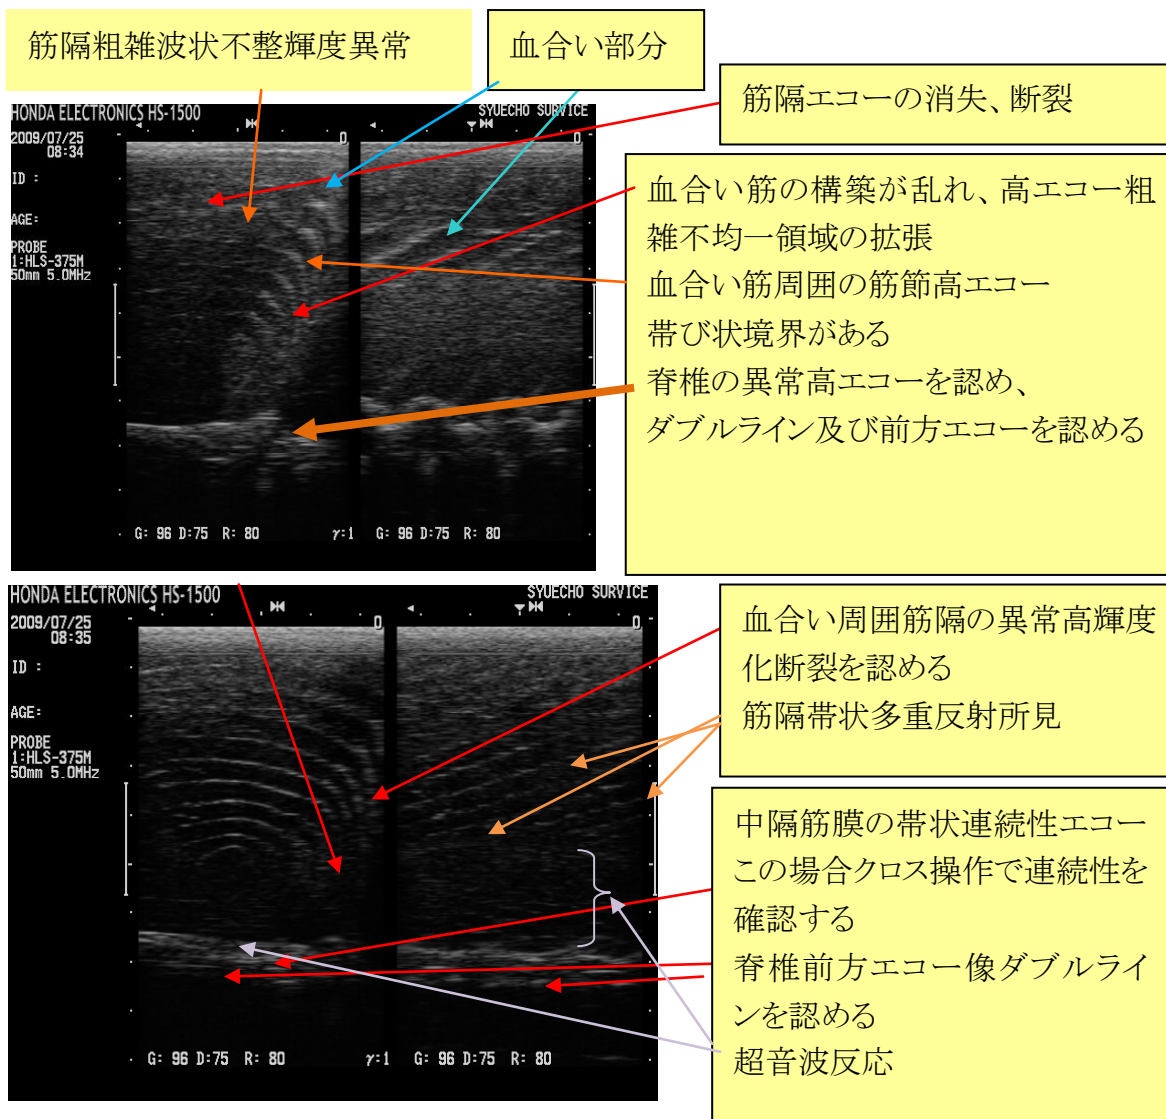 筋隔粗雑波状不整輝度異常
血合い部分
筋隔エコーの消失、断裂
血合い筋の構築が乱れ、高エコー粗
雑不均一領域の拡張
血合い筋周囲の筋節高エコー
帯び状境界がある
脊椎の異常高エコーを認め、
ダブルライン及び前方エコーを認める
HONDA ELECTRONICS HS-1500
SYUECHO SURVICE
2009/07/25
08:34
0
0
ID :
AGE:
PROBE
1:HLS-375M
50mm 5.0MHz
G: 96 D:75 R: 80
γ:1
G: 96 D:75 R: 80
HONDA ELECTRONICS HS-1500
SYUECHO SURVICE
2009/07/25
08:35
0
0
ID :
AGE:
PROBE
1:HLS-375M
50mm 5.0MHz
G: 96 D:75 R: 80
γ:1
G: 96 D:75 R: 80
血合い周囲筋隔の異常高輝度
化断裂を認める
筋隔帯状多重反射所見
中隔筋膜の帯状連続性エコー
この場合クロス操作で連続性を
確認する
脊椎前方エコー像ダブルライ
ンを認める
超音波反応